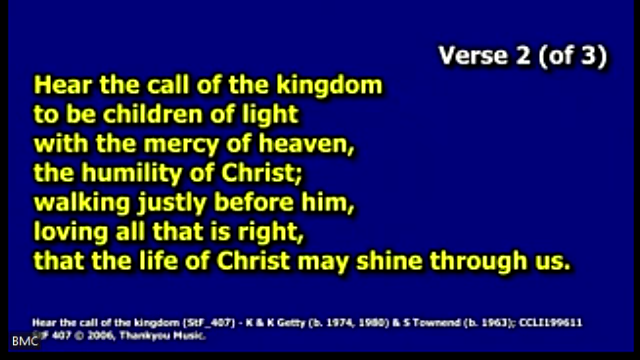 Verse 2 (of 3)
Hear the call of the kingdom
to be children of light
with the mercy of heaven,
the humility of Christ;
walking justly before him,
loving all that is right,
that the life of Christ may shine through us.
Hear the call of the kingdom (StF_407) - K & K Getty (b. 1974, 1980) & S Townend (b. 1963); CCLI199611
407 © 2006, Thankyou Music.
BMC